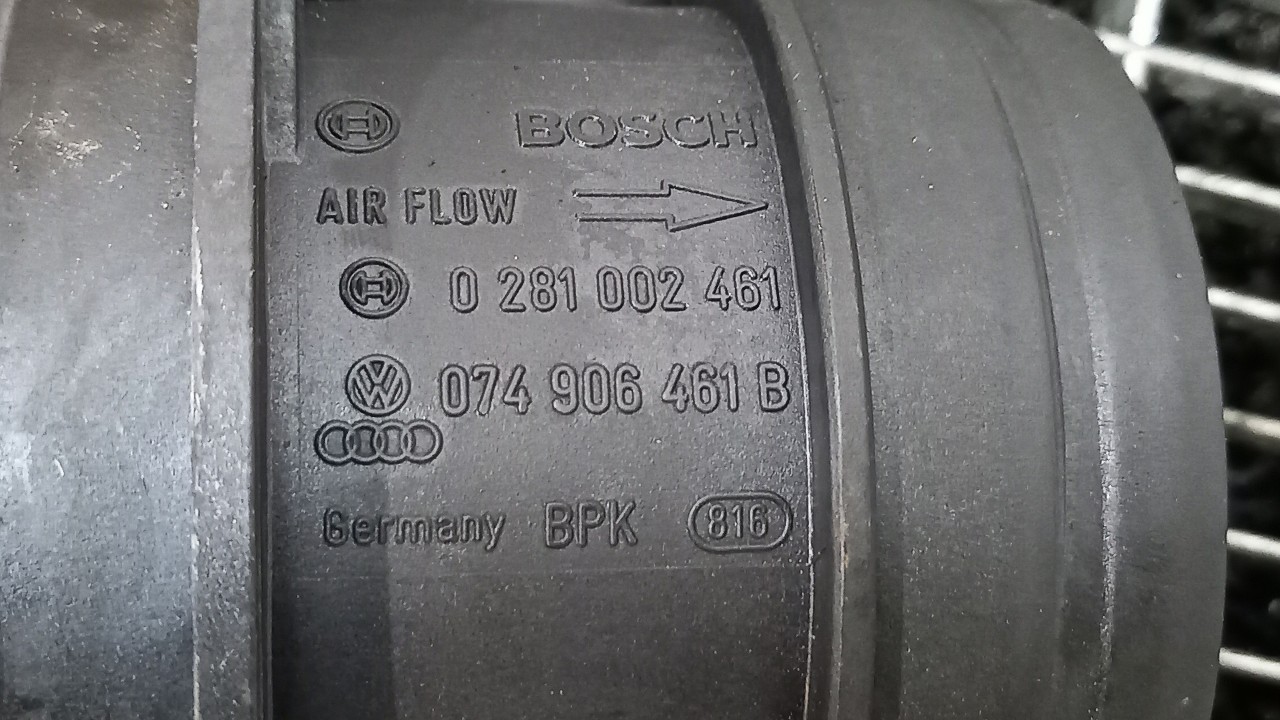 BOSCH
AIR FLOW
0 281 002 461
074 906 461 B
Germany BPK 816